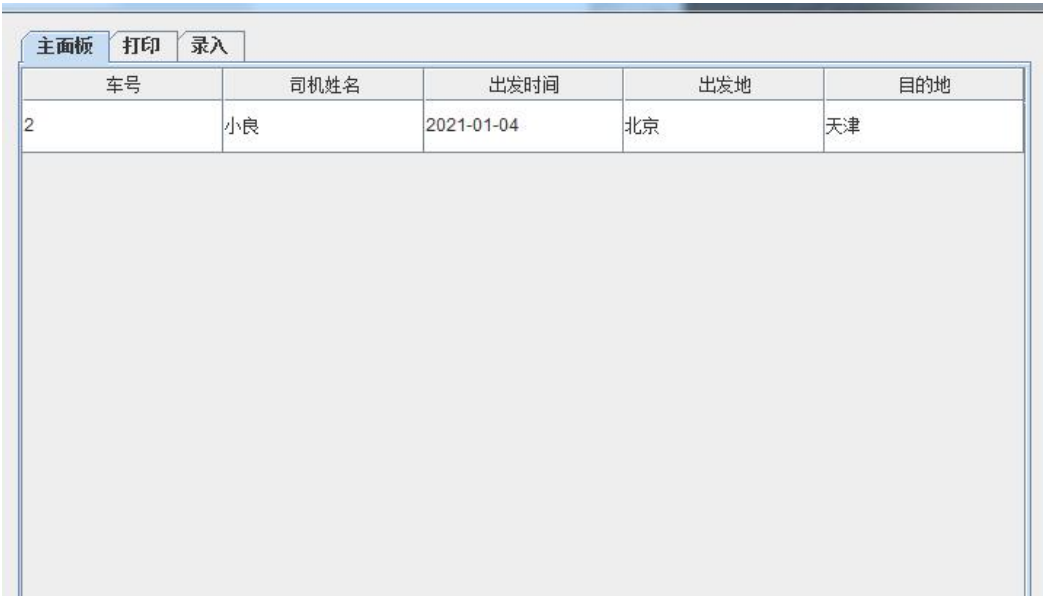 主面板 打印 录入
车号 司机姓名 出发时间 出发地 目的地
2 小良 2021-01-04 北京 天津